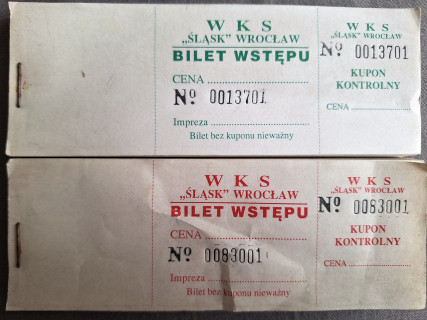 W K S
„ŚLĄSK” WROCŁAW
BILET WSTĘPU
CENA
Nº 0013701
Impreza
Bilet bez kuponu nieważny
W K S
„ŚLĄSK” WROCŁAW
Nº 0013701
KUPON
KONTROLNY
CENA
W K S
„ŚLĄSK” WROCŁAW
BILET WSTĘPU
CENA
Nº 0083001
Impreza
Bilet bez kuponu nieważny
W K S
„ŚLĄSK” WROCŁAW
Nº 0083001
KUPON
KONTROLNY
CENA